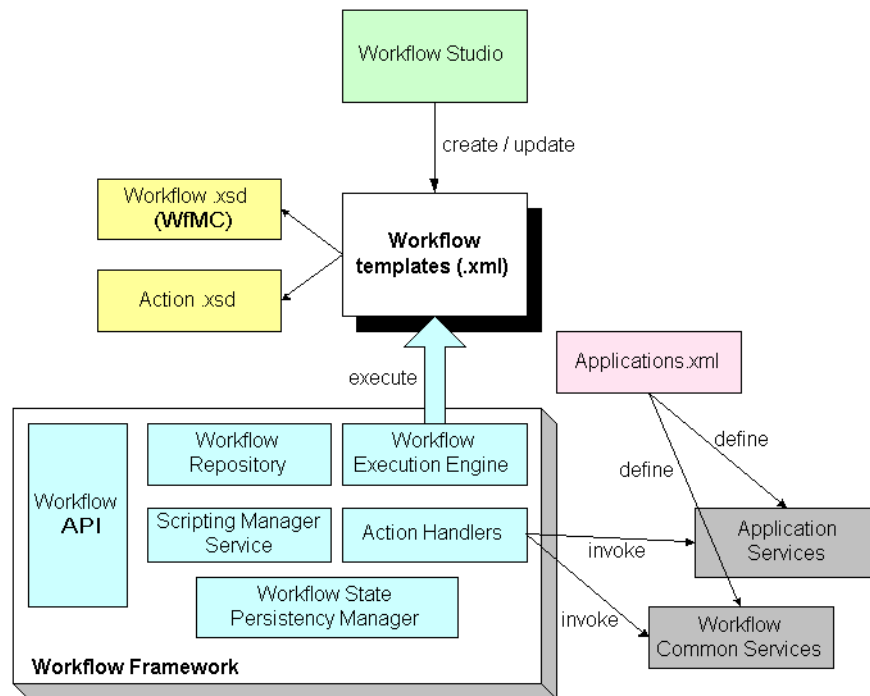 Workflow Studio
create / update
Workflow .xsd
(WfMC)
Workflow
templates (.xml)
Action .xsd
Applications.xml
execute
define
define
Workflow
API
Workflow
Repository
Workflow
Execution Engine
Scripting Manager
Service
Action Handlers
invoke
Application
Services
Workflow State
Persistency Manager
invoke
Workflow
Common Services
Workflow Framework